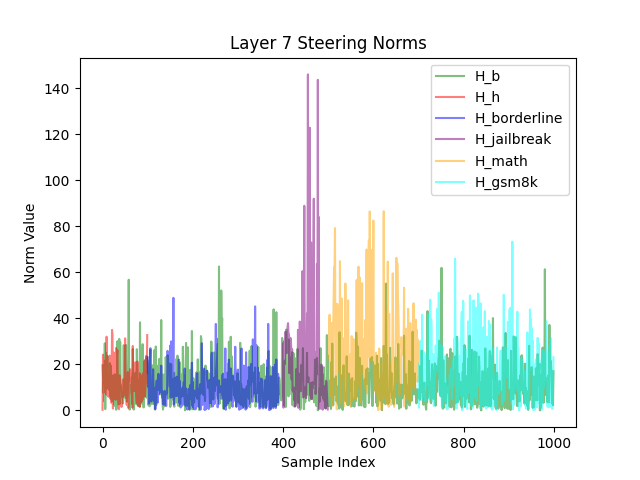 Layer 7 Steering Norms
Norm Value
140
120
100
80
60
40
20
0
0
200
400
600
800
1000
Sample Index
H_b
H_h
H_borderline
H_jailbreak
H_math
H_gsm8k